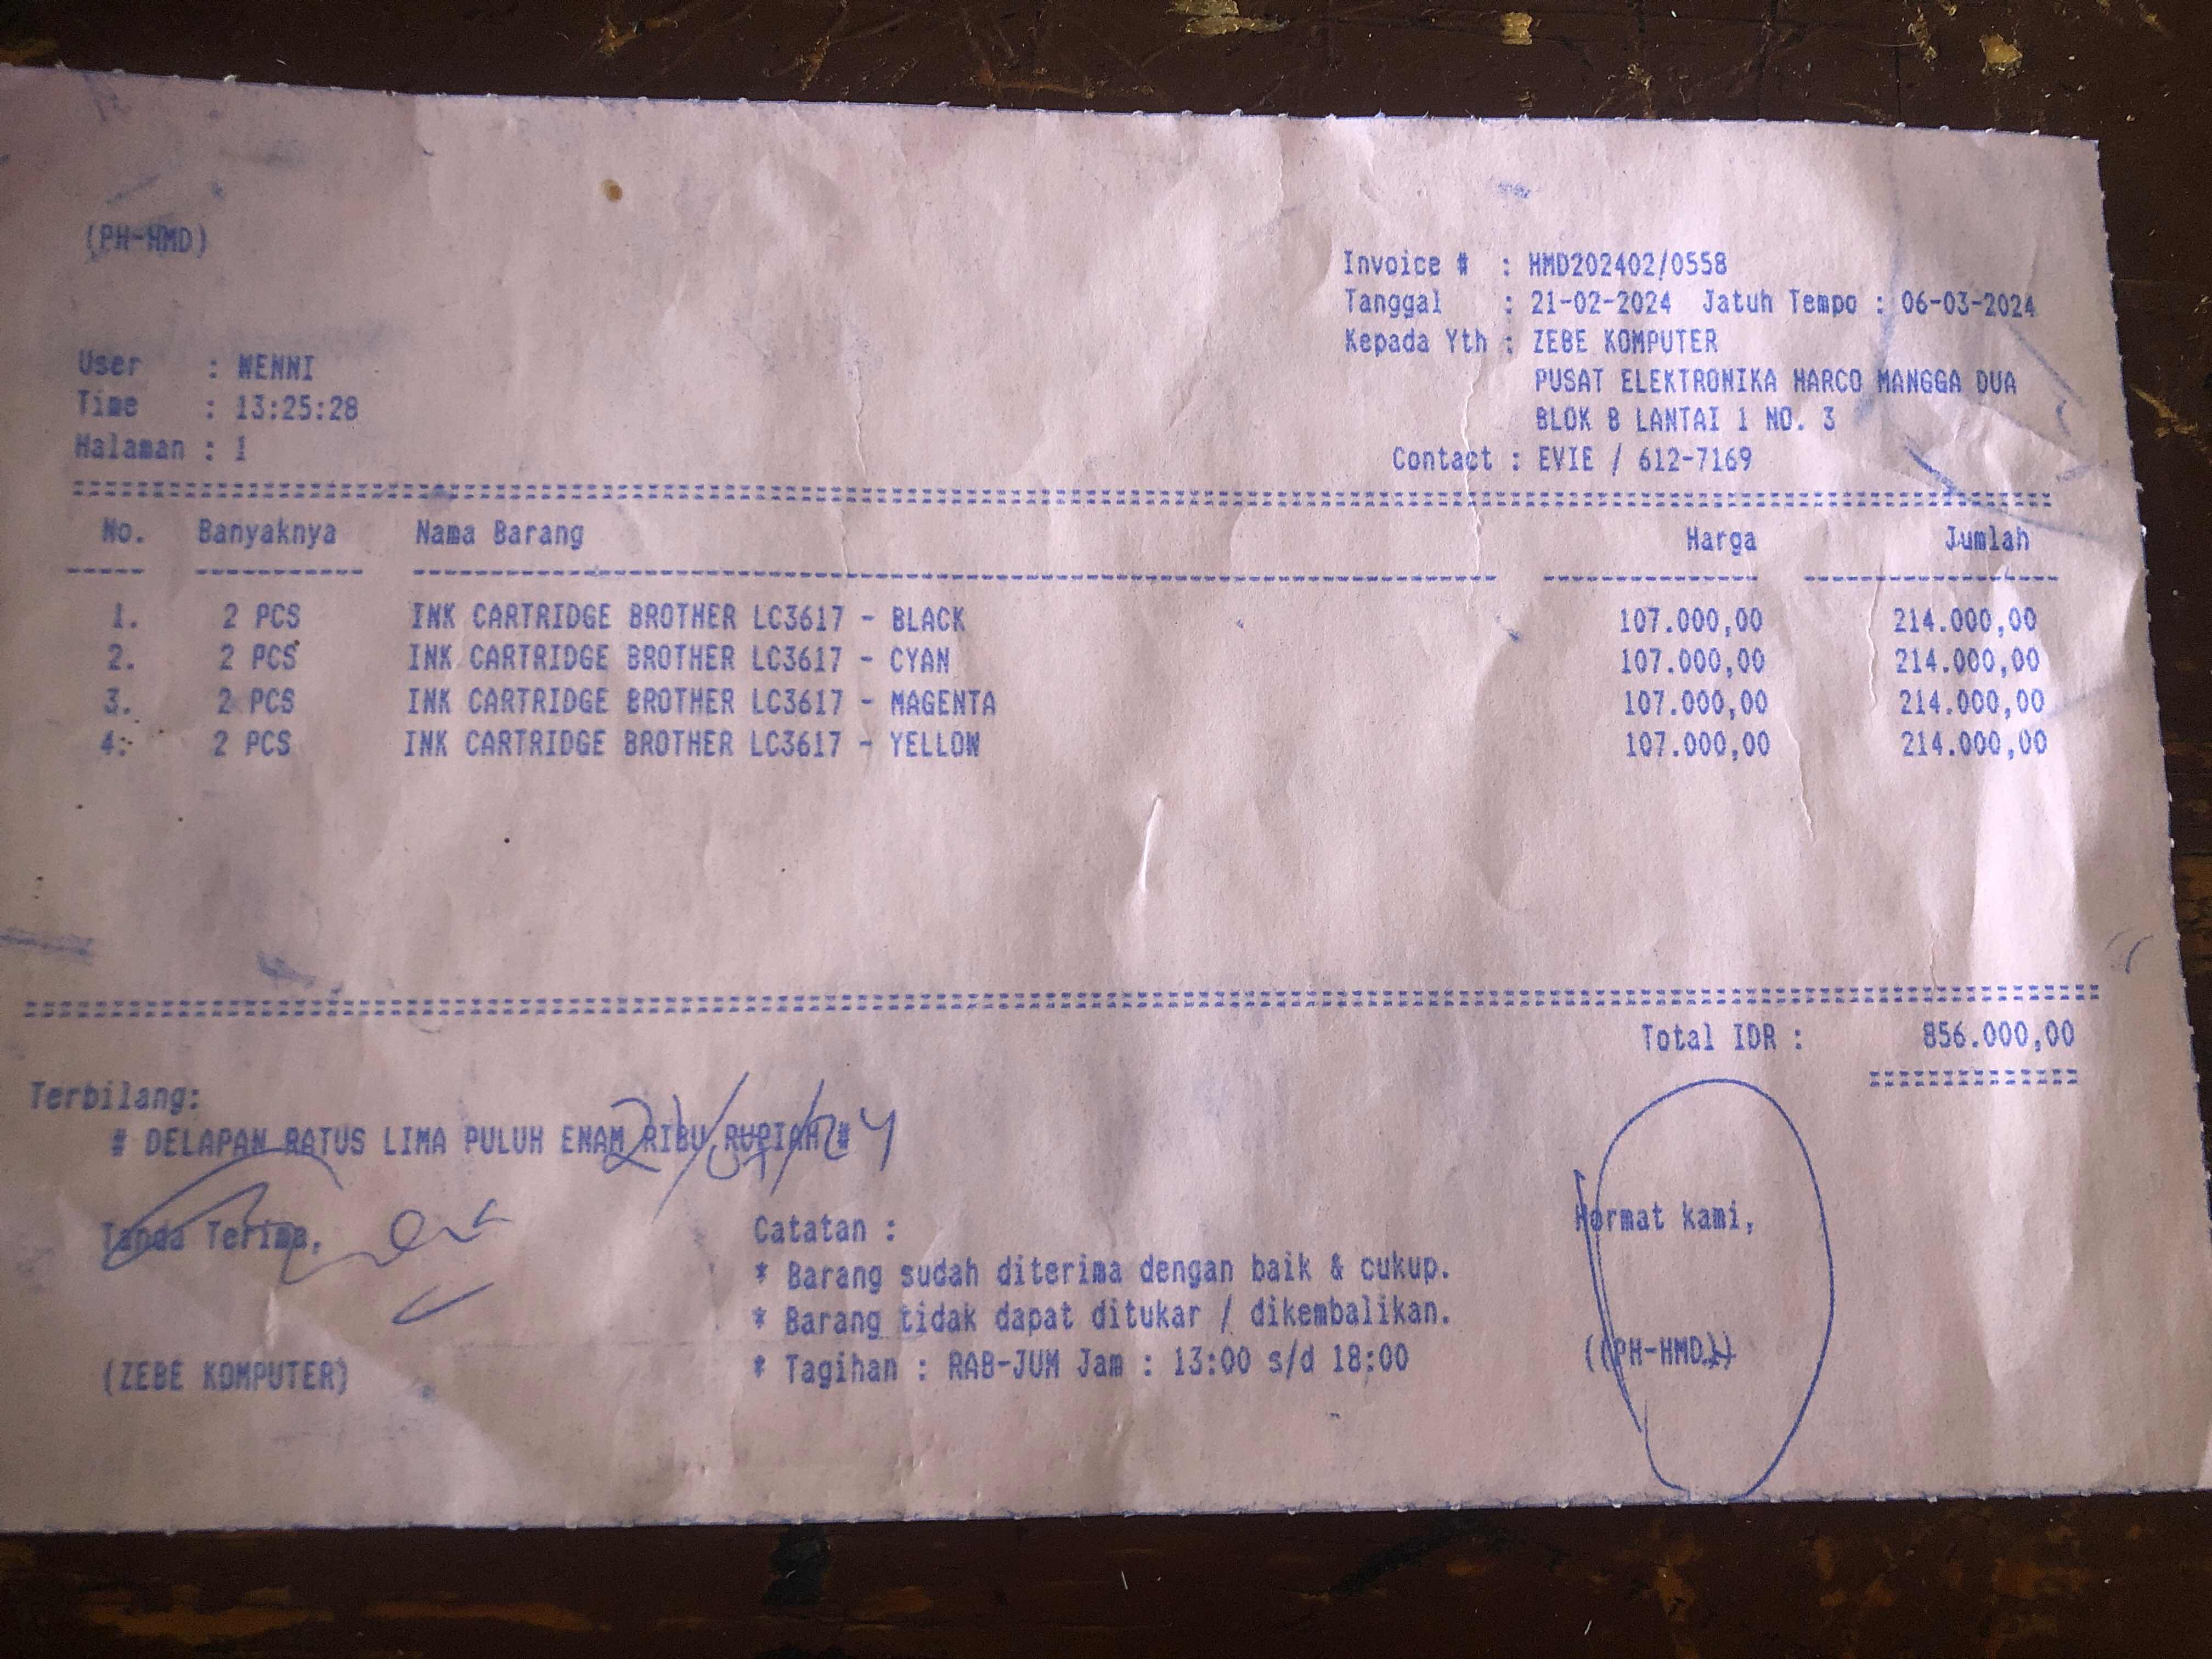 (PH-HMD)
Invoice # : HMD202402/0558
Tanggal : 21-02-2024 Jatuh Tempo : 06-03-2024
Kepada Yth : ZEBE KOMPUTER
PUSAT ELEKTRONIKA HARCO MANGGA DUA
BLOK B LANTAI 1 NO. 3
Contact : EVIE / 612-7169
User : WENNI
Time : 13:25:28
Halaman : 1
No. Banyaknya Nama Barang Harga Jumlah
1. 2 PCS INK CARTRIDGE BROTHER LC3617 - BLACK 107.000,00 214.000,00
2. 2 PCS INK CARTRIDGE BROTHER LC3617 - CYAN 107.000,00 214.000,00
3. 2 PCS INK CARTRIDGE BROTHER LC3617 - MAGENTA 107.000,00 214.000,00
4. 2 PCS INK CARTRIDGE BROTHER LC3617 - YELLOW 107.000,00 214.000,00
Total IDR : 856.000,00
Terbilang:
# DELAPAN RATUS LIMA PULUH ENAM RIBU RUPIAH #
Tanda Terima,
(ZEBE KOMPUTER)
Catatan :
* Barang sudah diterima dengan baik & cukup.
* Barang tidak dapat ditukar / dikembalikan.
* Tagihan : RAB-JUM Jam : 13:00 s/d 18:00
Hormat kami,
((PH-HMD))